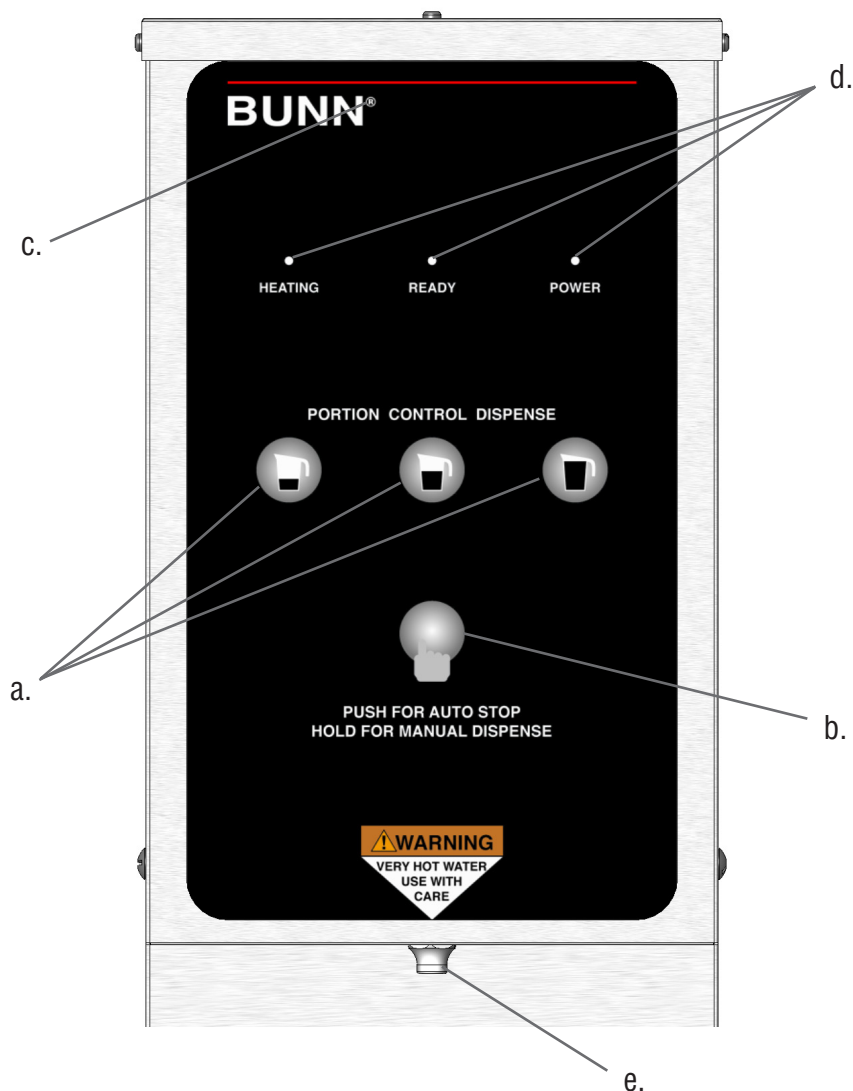 d.
BUNN®
c.
HEATING READY POWER
PORTION CONTROL DISPENSE
a.
PUSH FOR AUTO STOP
HOLD FOR MANUAL DISPENSE
b.
WARNING
VERY HOT WATER
USE WITH
CARE
e.